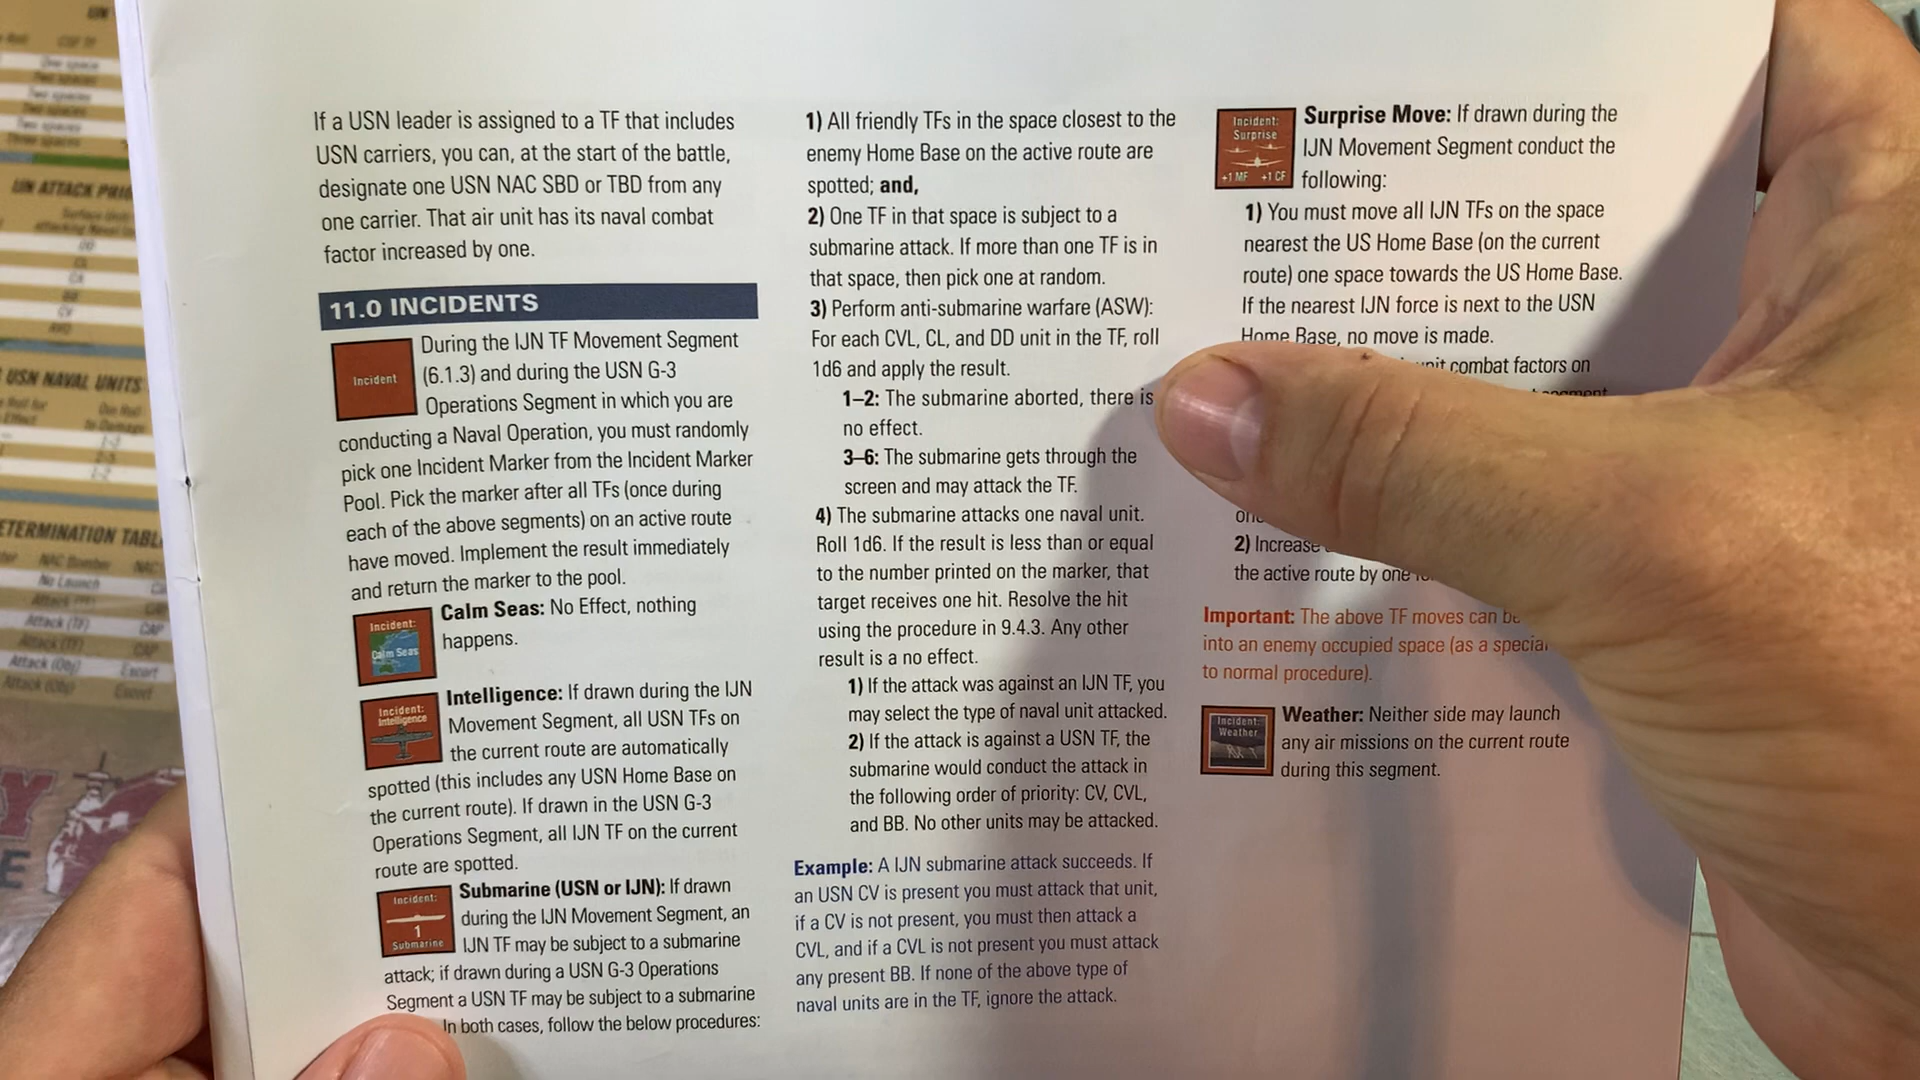 If a USN leader is assigned to a TF that includes
USN carriers, you can, at the start of the battle,
designate one USN NAC SBD or TBD from any
one carrier. That air unit has its naval combat
factor increased by one.
11.0 INCIDENTS
Incident
During the IJN TF Movement Segment
(6.1.3) and during the USN G-3
Operations Segment in which you are
conducting a Naval Operation, you must randomly
pick one Incident Marker from the Incident Marker
Pool. Pick the marker after all TFs (once during
each of the above segments) on an active route
have moved. Implement the result immediately
and return the marker to the pool.
Incident:
Calm Seas
Calm Seas: No Effect, nothing
happens.
Incident:
Intelligence
Intelligence: If drawn during the IJN
Movement Segment, all USN TFs on
the current route are automatically
spotted (this includes any USN Home Base on
the current route). If drawn in the USN G-3
Operations Segment, all IJN TF on the current
route are spotted.
Incident:
1
Submarine
Submarine (USN or IJN): If drawn
during the IJN Movement Segment, an
IJN TF may be subject to a submarine
attack; if drawn during a USN G-3 Operations
Segment a USN TF may be subject to a submarine
In both cases, follow the below procedures:
1) All friendly TFs in the space closest to the
enemy Home Base on the active route are
spotted; and,
2) One TF in that space is subject to a
submarine attack. If more than one TF is in
that space, then pick one at random.
3) Perform anti-submarine warfare (ASW):
For each CVL, CL, and DD unit in the TF, roll
1d6 and apply the result.
1–2: The submarine aborted, there is
no effect.
3–6: The submarine gets through the
screen and may attack the TF.
4) The submarine attacks one naval unit.
Roll 1d6. If the result is less than or equal
to the number printed on the marker, that
target receives one hit. Resolve the hit
using the procedure in 9.4.3. Any other
result is a no effect.
1) If the attack was against an IJN TF, you
may select the type of naval unit attacked.
2) If the attack is against a USN TF, the
submarine would conduct the attack in
the following order of priority: CV, CVL,
and BB. No other units may be attacked.
Example: A IJN submarine attack succeeds. If
an USN CV is present you must attack that unit,
if a CV is not present, you must then attack a
CVL, and if a CVL is not present you must attack
any present BB. If none of the above type of
naval units are in the TF, ignore the attack.
Incident:
Surprise
+1 MF +1 CF
Surprise Move: If drawn during the
IJN Movement Segment conduct the
following:
1) You must move all IJN TFs on the space
nearest the US Home Base (on the current
route) one space towards the US Home Base.
If the nearest IJN force is next to the USN
Home Base, no move is made.
combat factors on
2) Increase
the active route by one
Important: The above TF moves can be
into an enemy occupied space (as a special
to normal procedure).
Incident:
Weather
Weather: Neither side may launch
any air missions on the current route
during this segment.
USN NAVAL UNITS